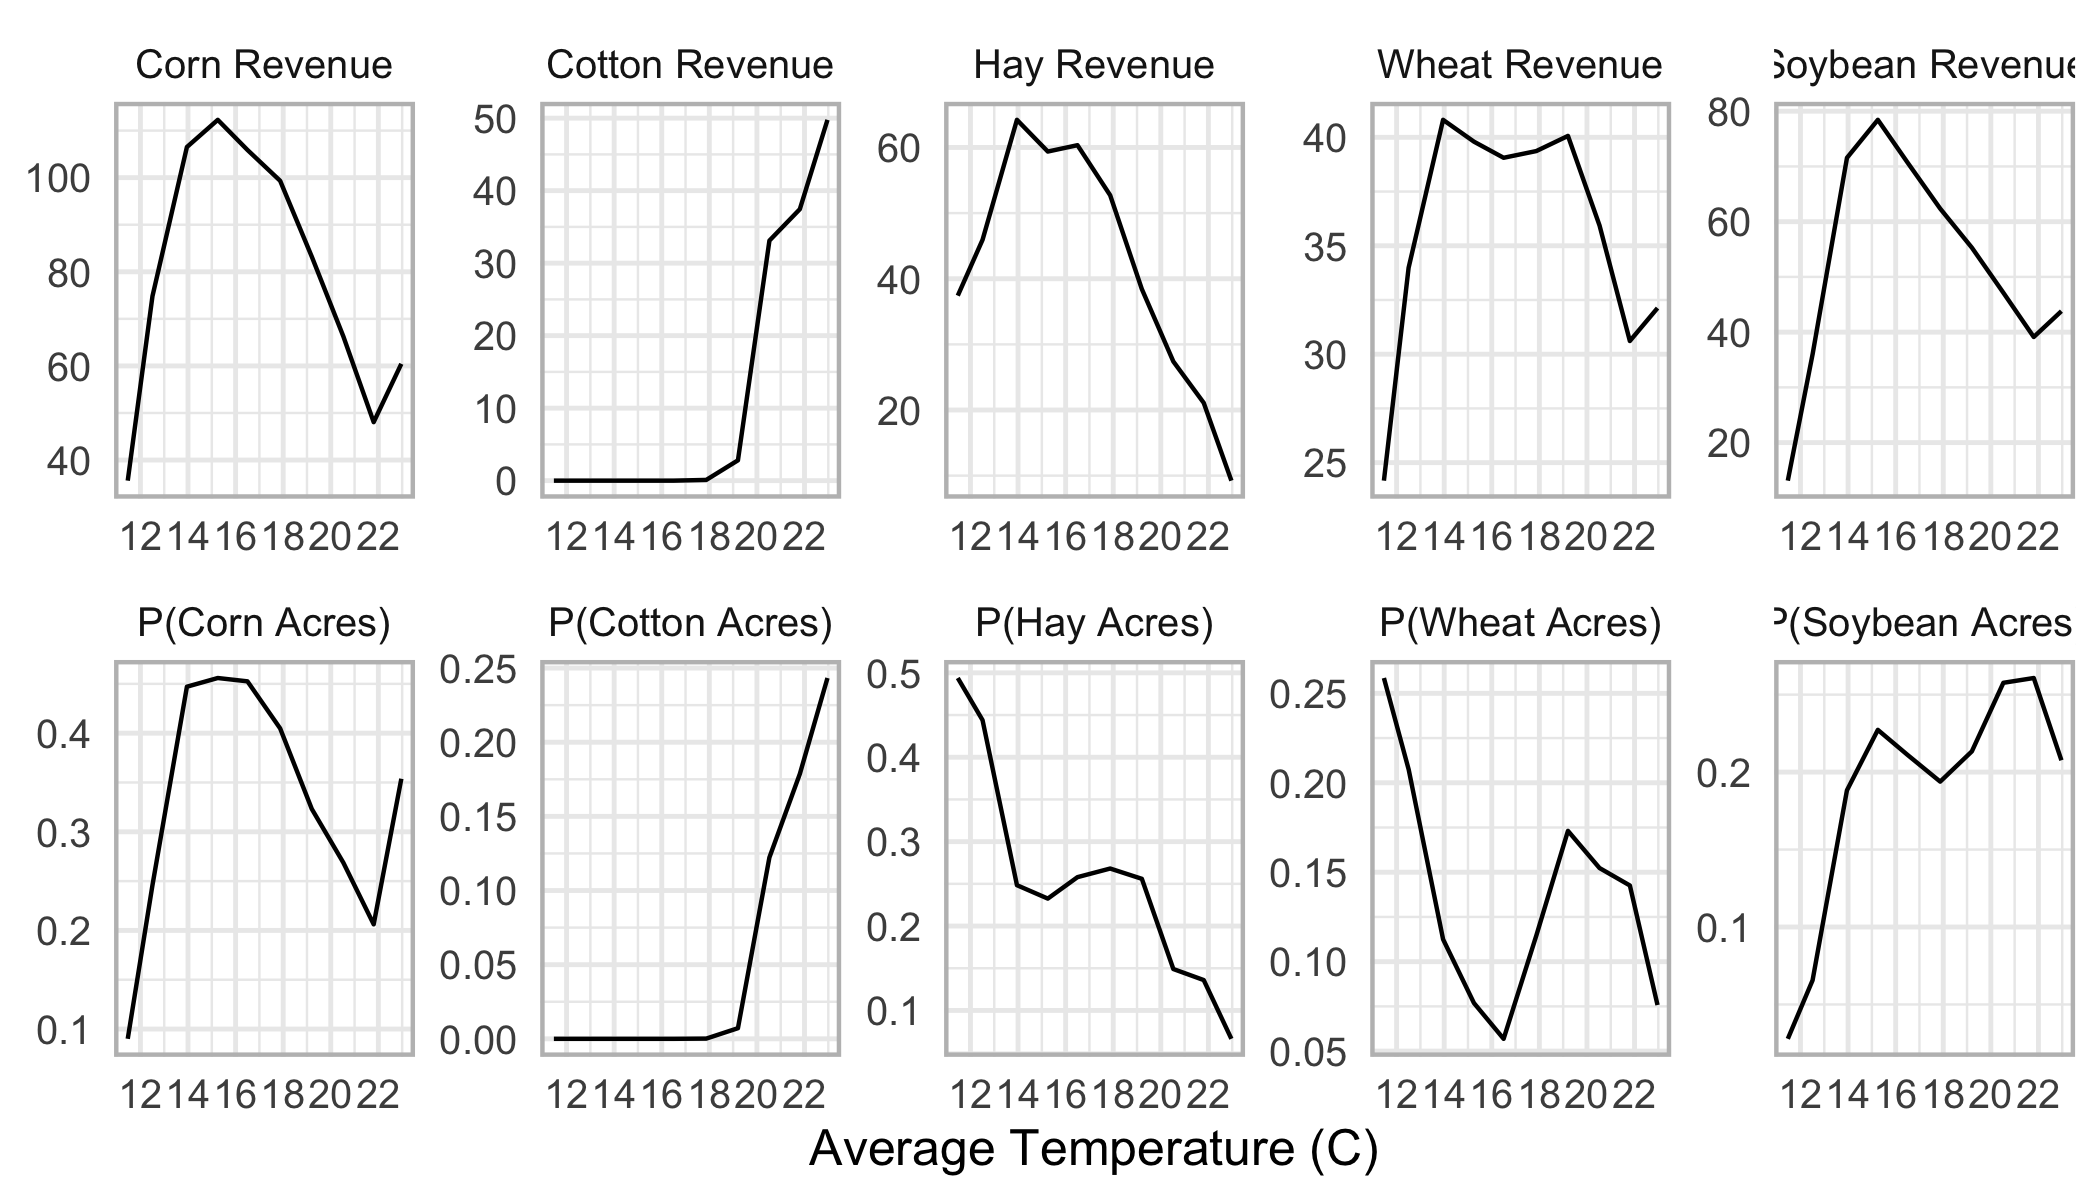 Corn Revenue
Cotton Revenue
Hay Revenue
Wheat Revenue
Soybean Revenue
100
80
60
40
50
40
30
20
10
0
60
40
20
40
35
30
25
80
60
40
20
12 14 16 18 20 22
12 14 16 18 20 22
12 14 16 18 20 22
12 14 16 18 20 22
12 14 16 18 20 22
P(Corn Acres)
P(Cotton Acres)
P(Hay Acres)
P(Wheat Acres)
P(Soybean Acres
0.4
0.3
0.2
0.1
0.25
0.20
0.15
0.10
0.05
0.00
0.5
0.4
0.3
0.2
0.1
0.25
0.20
0.15
0.10
0.05
0.2
0.1
12 14 16 18 20 22
12 14 16 18 20 22
12 14 16 18 20 22
12 14 16 18 20 22
12 14 16 18 20 22
Average Temperature (C)